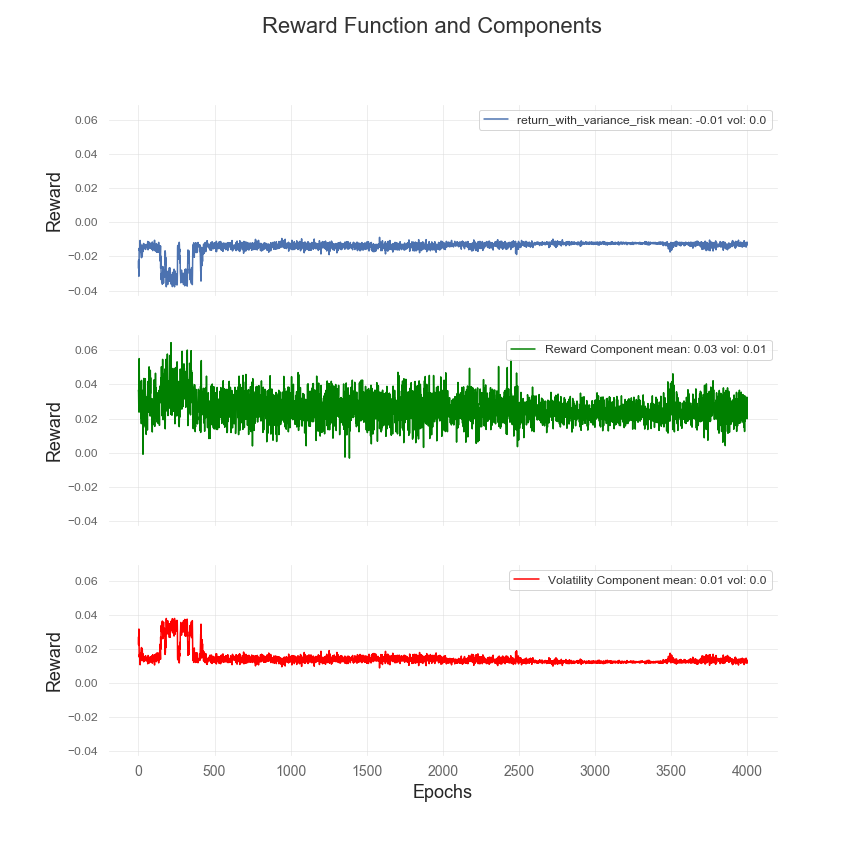 Reward Function and Components
return_with_variance_risk mean: -0.01 vol: 0.0
0.06
0.04
0.02
0.00
−0.02
−0.04
Reward
Reward Component mean: 0.03 vol: 0.01
0.06
0.04
0.02
0.00
−0.02
−0.04
Reward
Volatility Component mean: 0.01 vol: 0.0
0.06
0.04
0.02
0.00
−0.02
−0.04
Reward
0 500 1000 1500 2000 2500 3000 3500 4000
Epochs